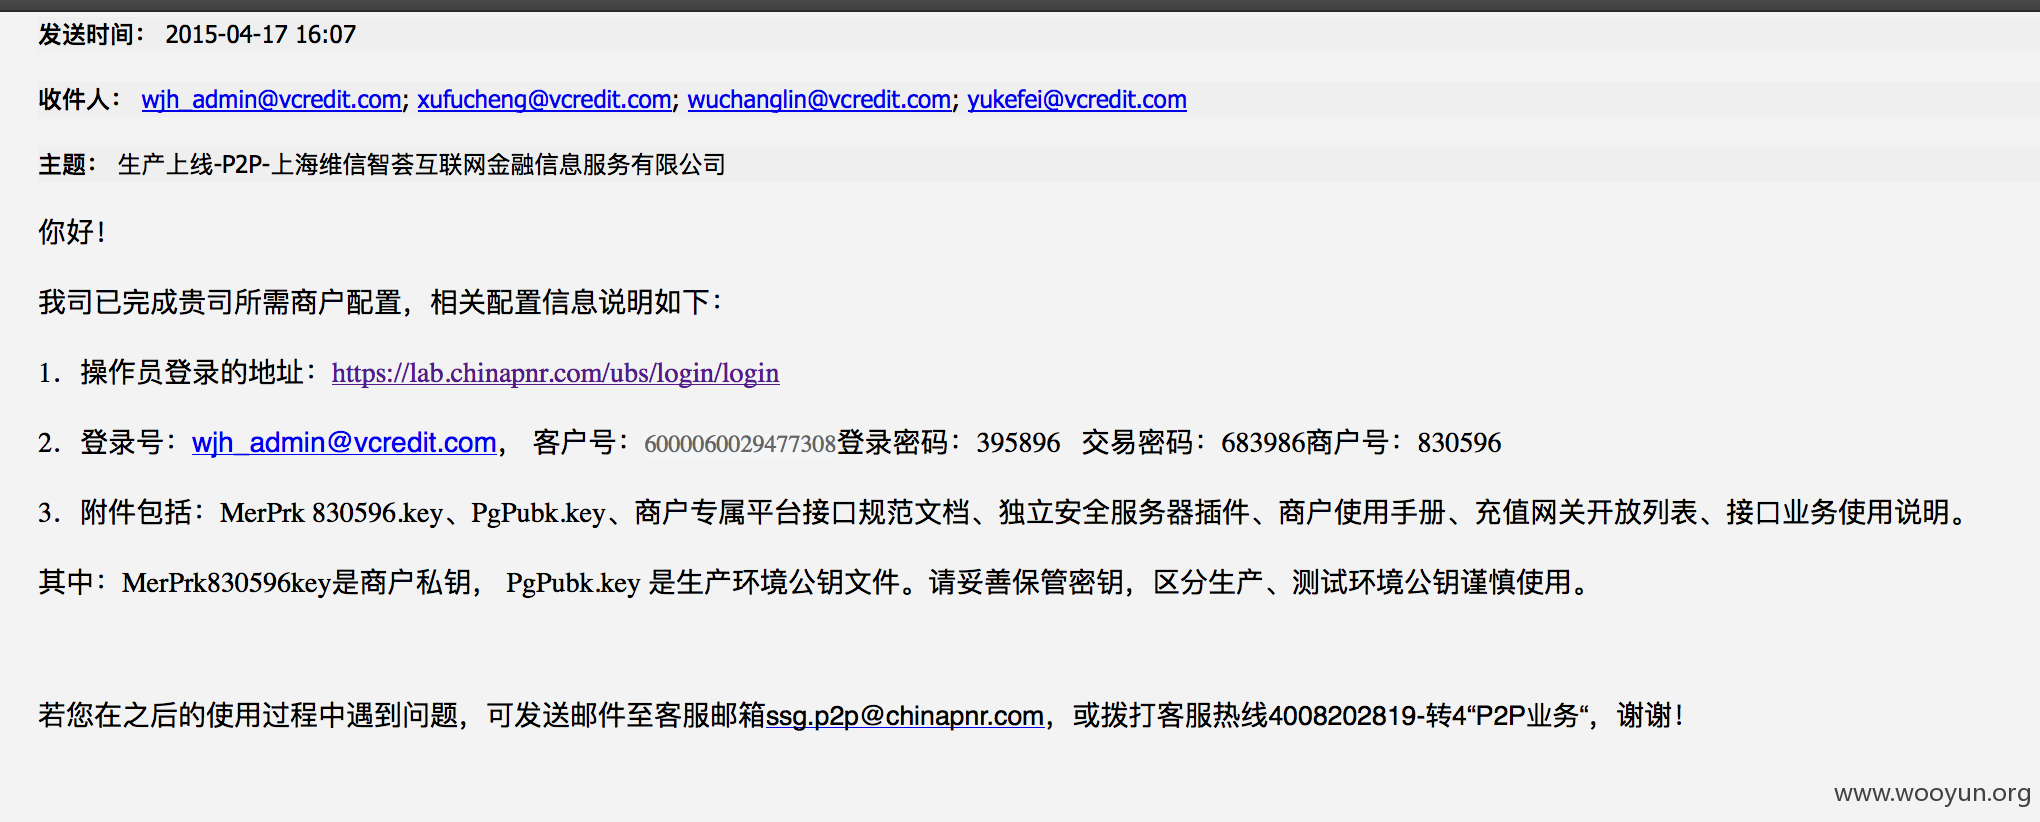 发送时间： 2015-04-17 16:07
收件人： wjh_admin@vcredit.com; xufucheng@vcredit.com; wuchanglin@vcredit.com; yukefei@vcredit.com
主题： 生产上线-P2P-上海维信智荟互联网金融信息服务有限公司
你好！
我司已完成贵司所需商户配置，相关配置信息说明如下：
1. 操作员登录的地址：https://lab.chinapnr.com/ubs/login/login
2. 登录号：wjh_admin@vcredit.com， 客户号：6000060029477308登录密码：395896 交易密码：683986商户号：830596
3. 附件包括：MerPrk 830596.key、PgPubk.key、商户专属平台接口规范文档、独立安全服务器插件、商户使用手册、充值网关开放列表、接口业务使用说明。
其中：MerPrk830596key是商户私钥， PgPubk.key 是生产环境公钥文件。请妥善保管密钥，区分生产、测试环境公钥谨慎使用。
若您在之后的使用过程中遇到问题，可发送邮件至客服邮箱ssg.p2p@chinapnr.com，或拨打客服热线4008202819-转4“P2P业务“，谢谢！
www.wooyun.org